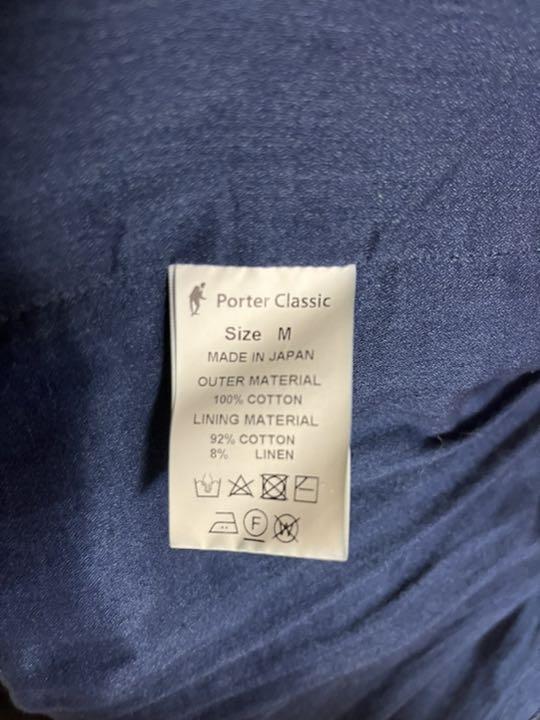 Porter Classic
Size M
MADE IN JAPAN
OUTER MATERIAL
100% COTTON
LINING MATERIAL
92% COTTON
8% LINEN
F W